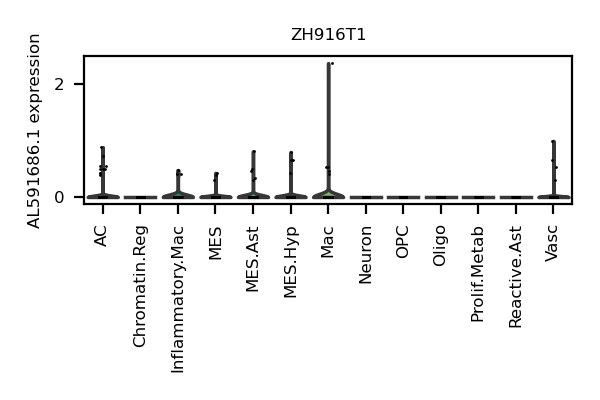 ZH916T1
AL591686.1 expression
2
0
AC
Chromatin.Reg
Inflammatory.Mac
MES
MES.Ast
MES.Hyp
Mac
Neuron
OPC
Oligo
Prolif.Metab
Reactive.Ast
Vasc